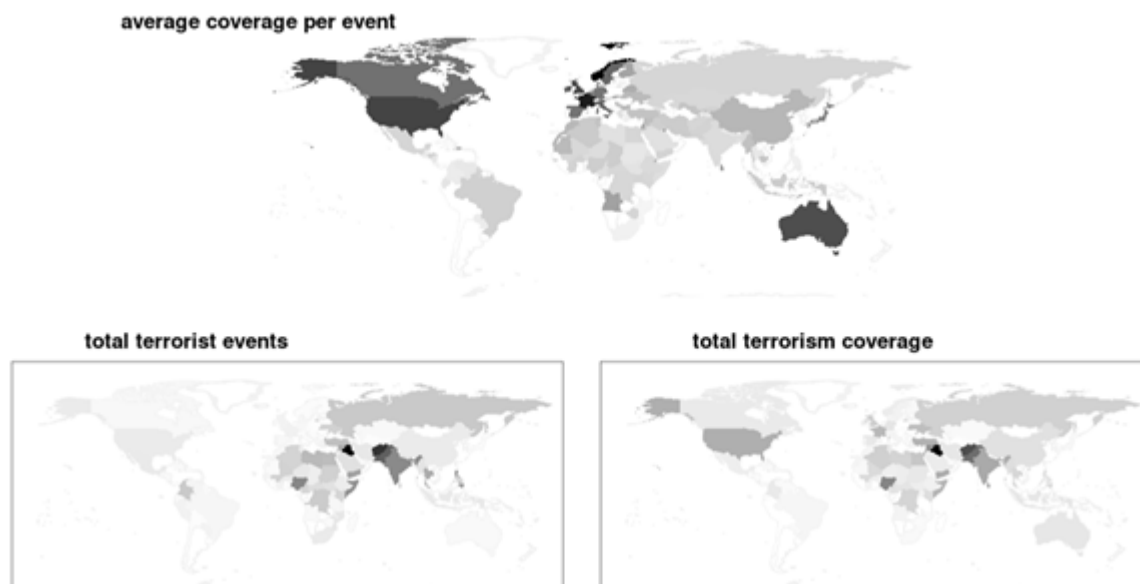 average coverage per event
total terrorist events
total terrorism coverage